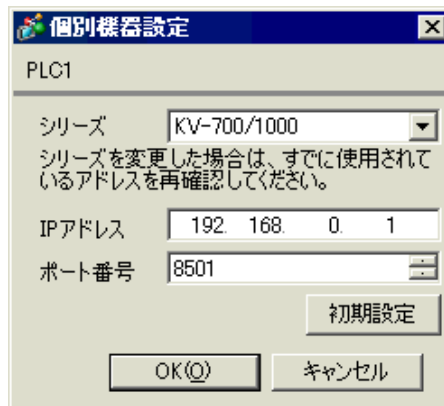 個別機器設定
PLC1
シリーズ KV-700/1000
シリーズを変更した場合は、すでに使用されて
いるアドレスを再確認してください。
IPアドレス 192. 168. 0. 1
ポート番号 8501
初期設定
OK(O) キャンセル